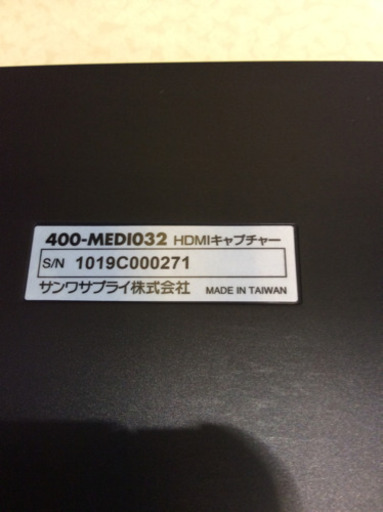 400-MEDI032 HDMIキャプチャー
S/N 1019C000271
サンワサプライ株式会社 MADE IN TAIWAN